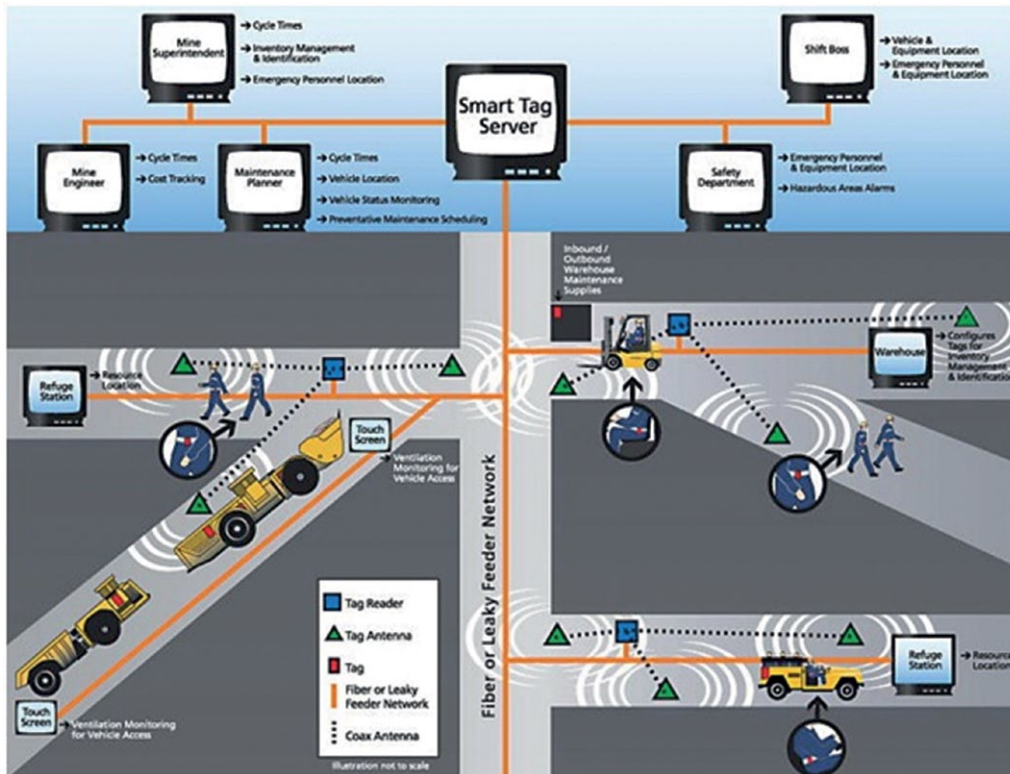 Mine
Superintendent
→ Cycle Times
→ Inventory Management
& Identification
→ Emergency Personnel Location
Smart Tag
Server
Shift Boss
→ Vehicle &
Equipment Location
→ Emergency Personnel
& Equipment Location
Mine
Engineer
→ Cycle Times
→ Cost Tracking
Maintenance
Planner
→ Cycle Times
→ Vehicle Location
→ Vehicle Status Monitoring
→ Preventative Maintenance Scheduling
Safety
Department
→ Emergency Personnel
& Equipment Location
→ Hazardous Areas Alarms
Inbound /
Outbound
Warehouse
Maintenance
Supplies
Warehouse
→ Configures
Tags for
Inventory
Management
& Identification
Refuge
Station
→ Resource
Location
Touch
Screen
→ Ventilation
Monitoring for
Vehicle Access
Fiber or Leaky Feeder Network
Tag Reader
Tag Antenna
Tag
Fiber or Leaky
Feeder Network
Coax Antenna
Illustration not to scale
Refuge
Station
→ Resource
Location
Touch
Screen
→ Ventilation Monitoring
for Vehicle Access